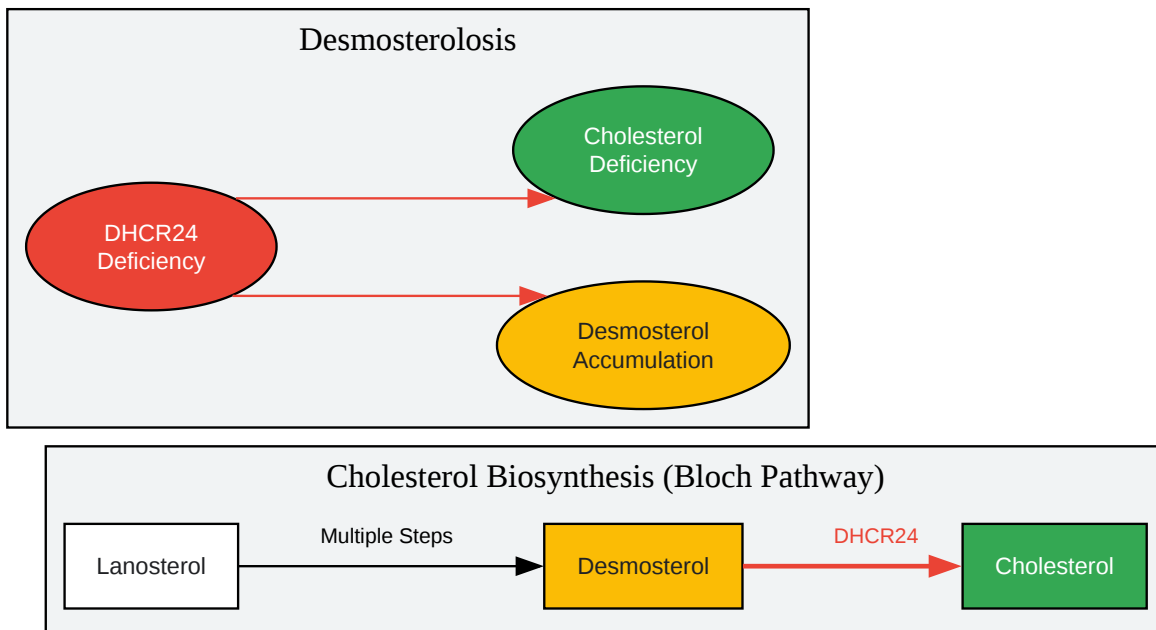 Desmosterolosis
Cholesterol
Deficiency
DHCR24
Deficiency
Desmosterol
Accumulation
Cholesterol Biosynthesis (Bloch Pathway)
Lanosterol
Multiple Steps
Desmosterol
DHCR24
Cholesterol